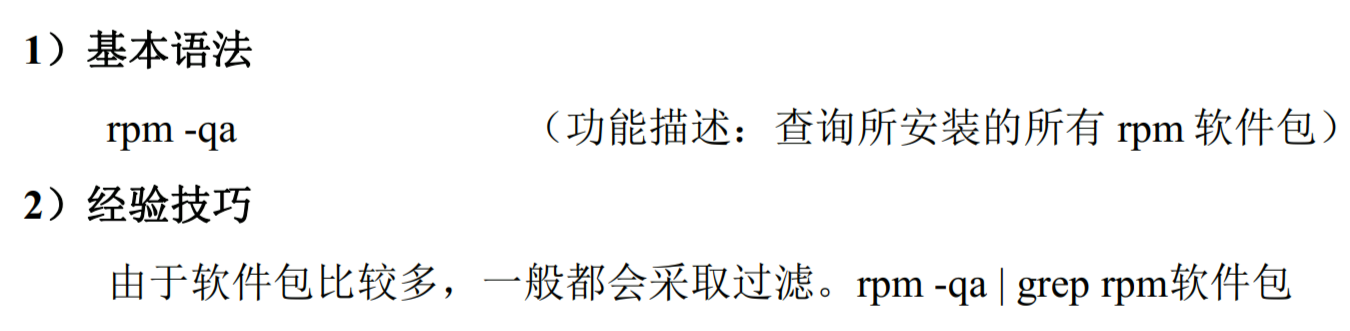 1）基本语法
rpm -qa （功能描述：查询所安装的所有 rpm 软件包）
2）经验技巧
由于软件包比较多，一般都会采取过滤。rpm -qa | grep rpm软件包